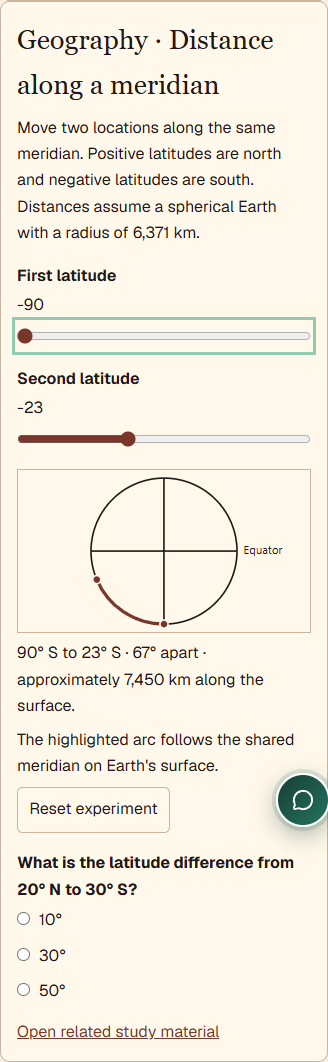 Geography · Distance
along a meridian
Move two locations along the same
meridian. Positive latitudes are north
and negative latitudes are south.
Distances assume a spherical Earth
with a radius of 6,371 km.
First latitude
-90
Second latitude
-23
Equator
90° S to 23° S · 67° apart ·
approximately 7,450 km along the
surface.
The highlighted arc follows the shared
meridian on Earth's surface.
Reset experiment
What is the latitude difference from
20° N to 30° S?
10°
30°
50°
Open related study material